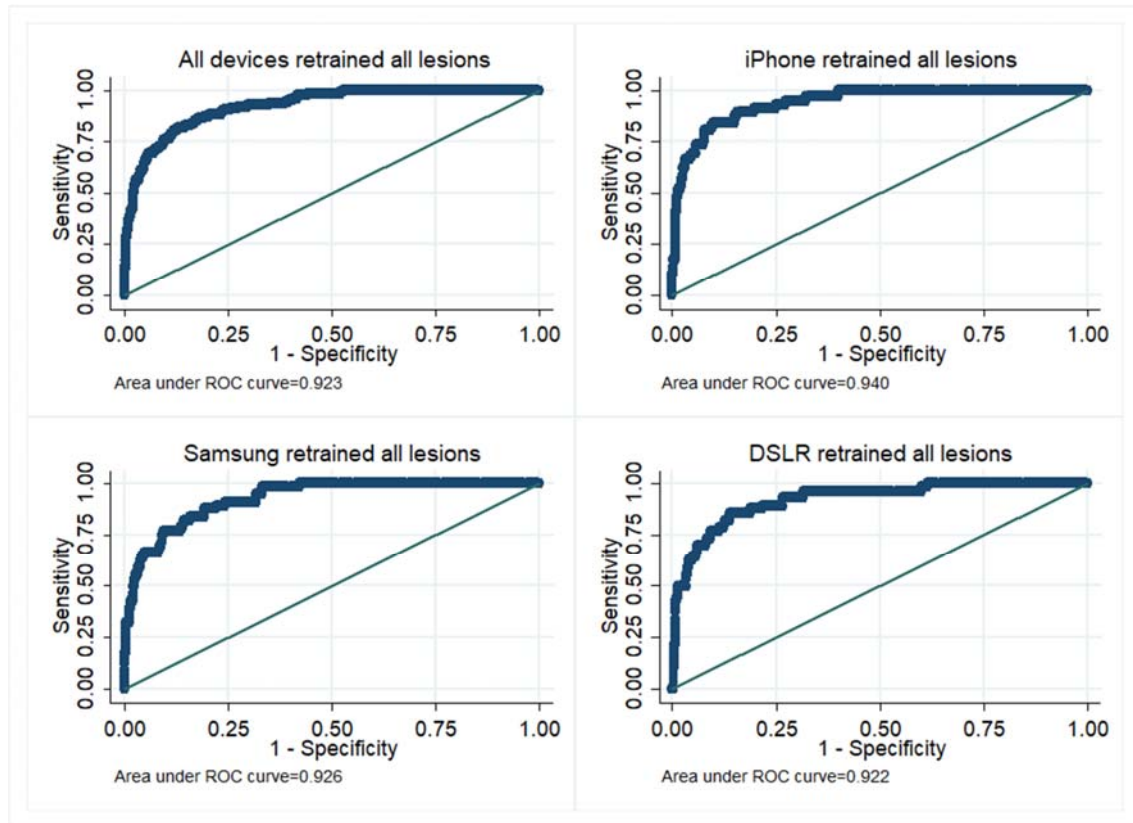 All devices retrained all lesions
Sensitivity
1.00
0.75
0.50
0.25
0.00
0.00 0.25 0.50 0.75 1.00
1 - Specificity
Area under ROC curve=0.923
iPhone retrained all lesions
Sensitivity
1.00
0.75
0.50
0.25
0.00
0.00 0.25 0.50 0.75 1.00
1 - Specificity
Area under ROC curve=0.940
Samsung retrained all lesions
Sensitivity
1.00
0.75
0.50
0.25
0.00
0.00 0.25 0.50 0.75 1.00
1 - Specificity
Area under ROC curve=0.926
DSLR retrained all lesions
Sensitivity
1.00
0.75
0.50
0.25
0.00
0.00 0.25 0.50 0.75 1.00
1 - Specificity
Area under ROC curve=0.922